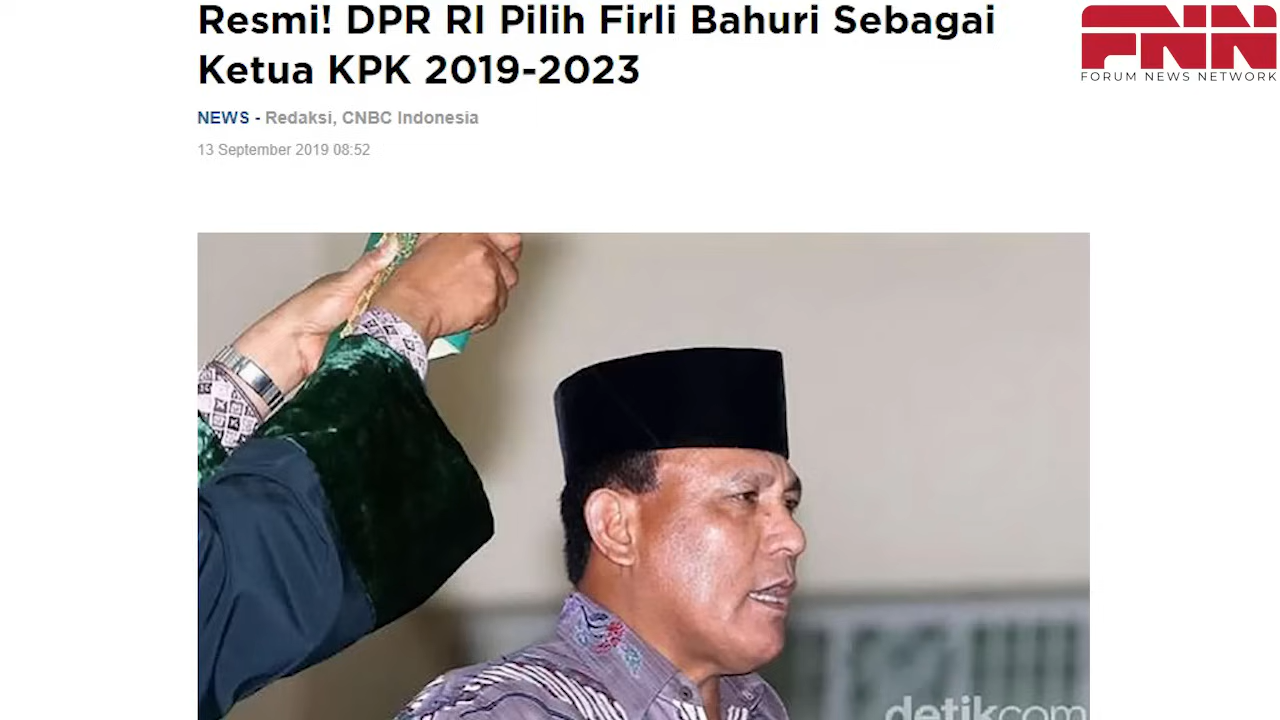 Resmi! DPR RI Pilih Firli Bahuri Sebagai
Ketua KPK 2019-2023
NEWS - Redaksi, CNBC Indonesia
13 September 2019 08:52
FNN
FORUM NEWS NETWORK
detikcom